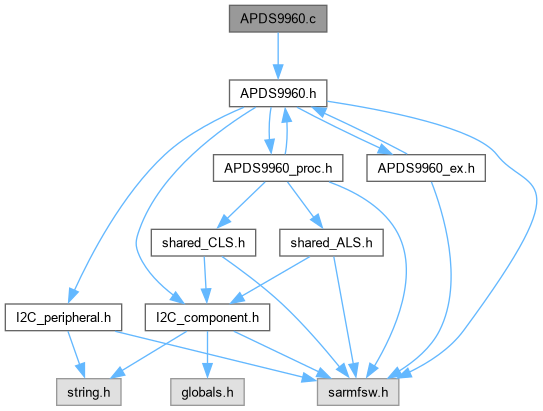 APDS9960.c
APDS9960.h
APDS9960_proc.h
APDS9960_ex.h
shared_CLS.h
shared_ALS.h
I2C_peripheral.h
I2C_component.h
string.h
globals.h
sarmfsw.h